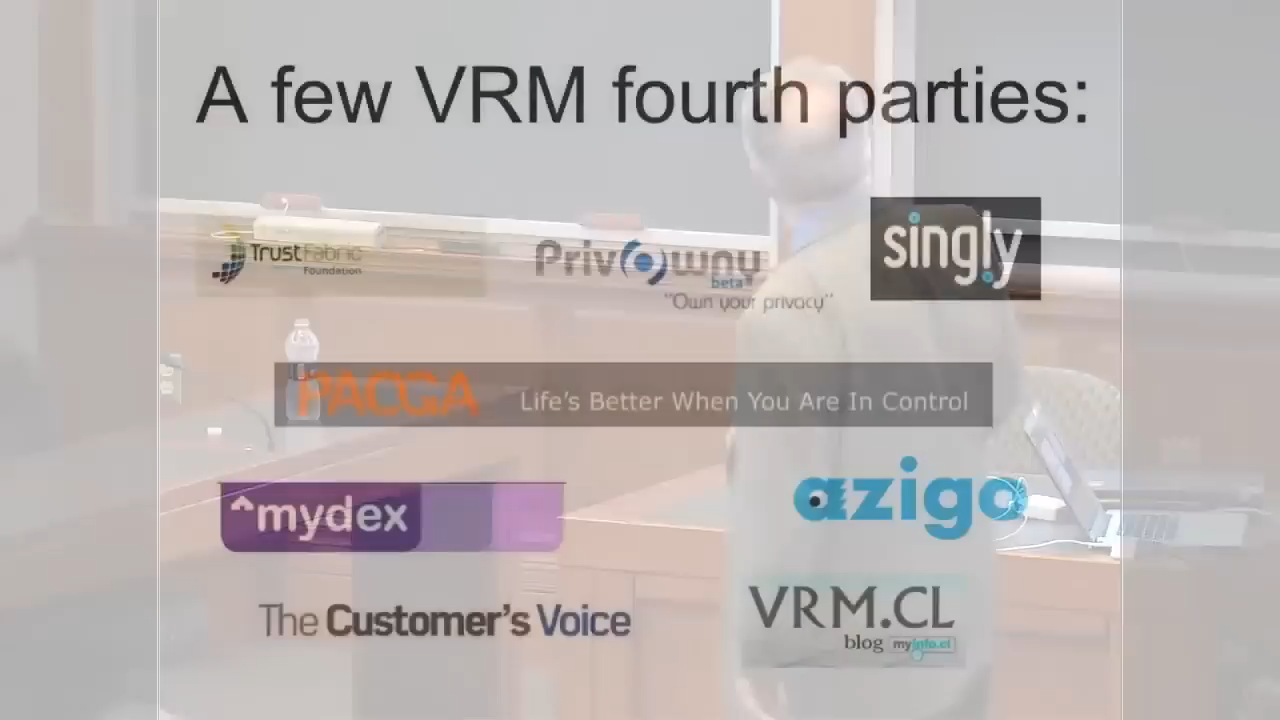 A few VRM fourth parties:
TrustFabric
Foundation
Privowny
beta
"Own your privacy"
singly
PACGA
Life's Better When You Are In Control
^mydex
azigo
The Customer's Voice
VRM.CL
blog myinfo.cl